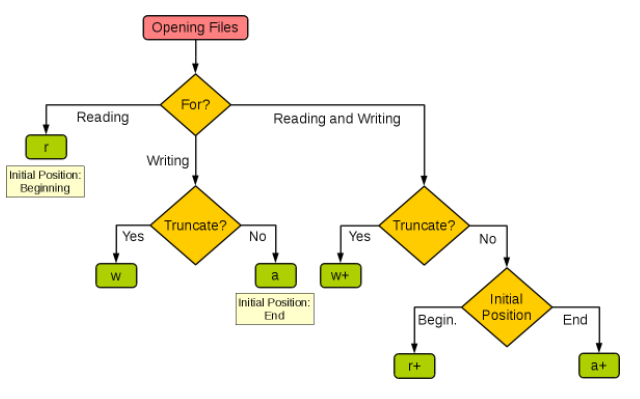 Opening Files
For?
Reading
Reading and Writing
r
Initial Position:
Beginning
Writing
Truncate?
Truncate?
Yes
No
Yes
No
w
a
w+
Initial Position:
End
Initial
Position
Begin.
End
r+
a+